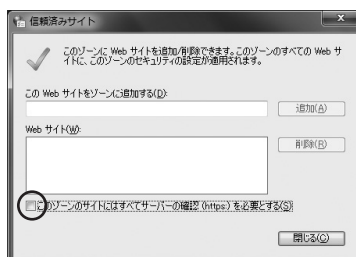 信頼済みサイト
このゾーンに Web サイトを追加/削除できます。このゾーンのすべての Web サ
イトに、このゾーンのセキュリティの設定が適用されます。
この Web サイトをゾーンに追加する(D):
追加(A)
Web サイト(W):
削除(R)
このゾーンのサイトにはすべてサーバーの確認 (https:) を必要とする(S)
閉じる(C)